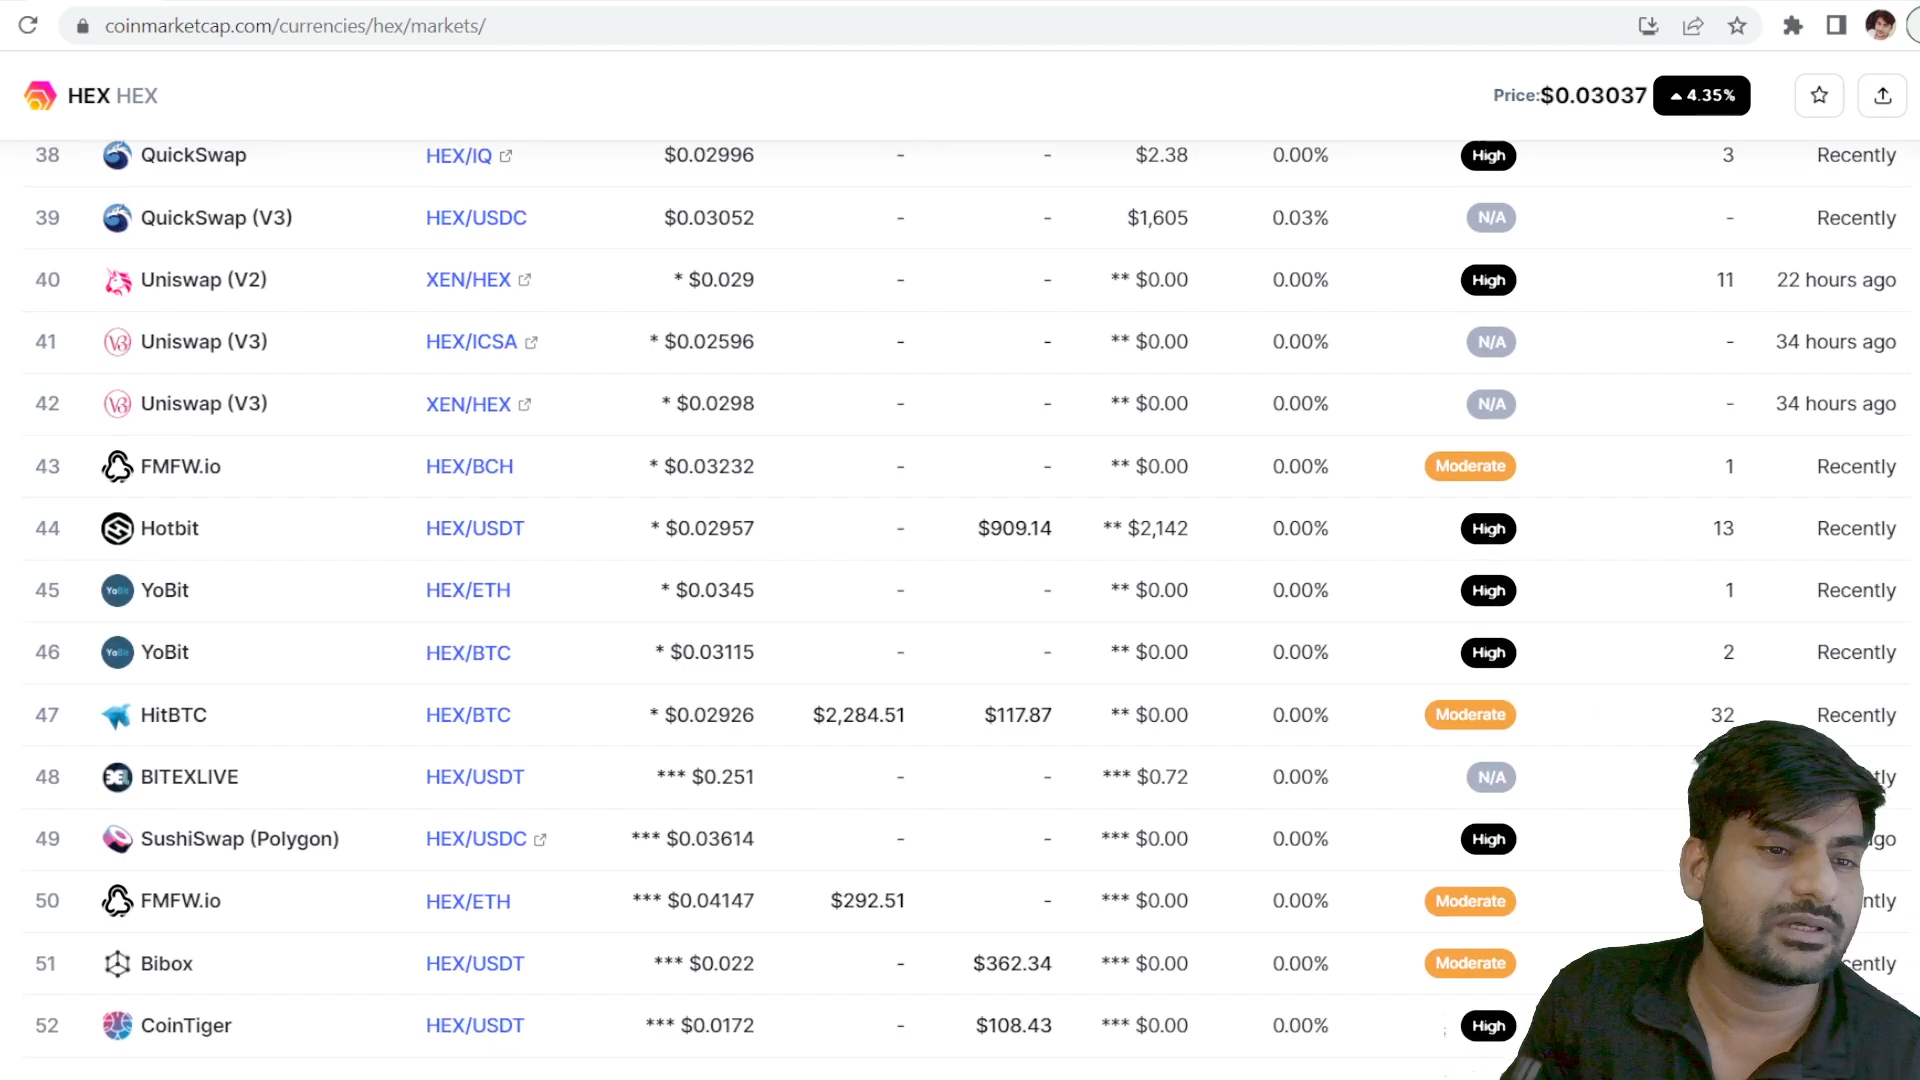 coinmarketcap.com/currencies/hex/markets/
HEX HEX Price:$0.03037 4.35%
38 QuickSwap HEX/IQ $0.02996 - - $2.38 0.00% High 3 Recently
39 QuickSwap (V3) HEX/USDC $0.03052 - - $1,605 0.03% N/A - Recently
40 Uniswap (V2) XEN/HEX * $0.029 - - ** $0.00 0.00% High 11 22 hours ago
41 Uniswap (V3) HEX/ICSA * $0.02596 - - ** $0.00 0.00% N/A - 34 hours ago
42 Uniswap (V3) XEN/HEX * $0.0298 - - ** $0.00 0.00% N/A - 34 hours ago
43 FMFW.io HEX/BCH * $0.03232 - - ** $0.00 0.00% Moderate 1 Recently
44 Hotbit HEX/USDT * $0.02957 - $909.14 ** $2,142 0.00% High 13 Recently
45 YoBit HEX/ETH * $0.0345 - - ** $0.00 0.00% High 1 Recently
46 YoBit HEX/BTC * $0.03115 - - ** $0.00 0.00% High 2 Recently
47 HitBTC HEX/BTC * $0.02926 $2,284.51 $117.87 ** $0.00 0.00% Moderate 32 Recently
48 BITEXLIVE HEX/USDT *** $0.251 - - *** $0.72 0.00% N/A tly
49 SushiSwap (Polygon) HEX/USDC *** $0.03614 - - *** $0.00 0.00% High go
50 FMFW.io HEX/ETH *** $0.04147 $292.51 - *** $0.00 0.00% Moderate ntly
51 Bibox HEX/USDT *** $0.022 - $362.34 *** $0.00 0.00% Moderate cently
52 CoinTiger HEX/USDT *** $0.0172 - $108.43 *** $0.00 0.00% High